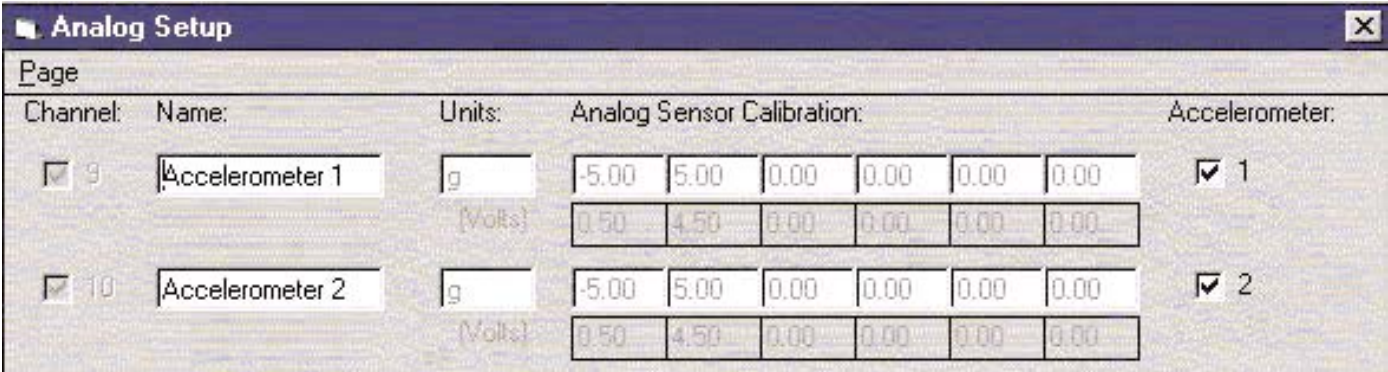 Analog Setup
Page
Channel: Name: Units: Analog Sensor Calibration: Accelerometer:
9 Accelerometer 1 g -5.00 5.00 0.00 0.00 0.00 0.00 1
(Volts) 0.50 4.50 0.00 0.00 0.00 0.00
10 Accelerometer 2 g -5.00 5.00 0.00 0.00 0.00 0.00 2
(Volts) 0.50 4.50 0.00 0.00 0.00 0.00